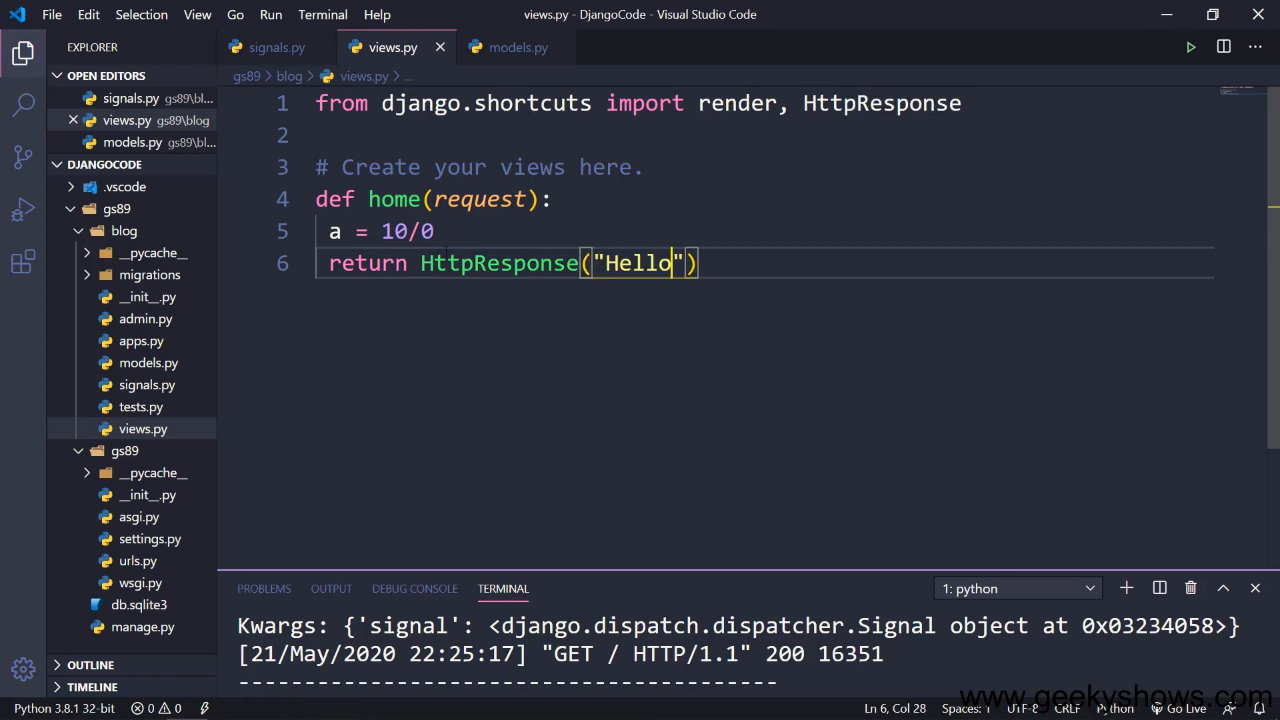 File Edit Selection View Go Run Terminal Help views.py - DjangoCode - Visual Studio Code
EXPLORER signals.py views.py models.py
OPEN EDITORS
signals.py gs89\blo...
views.py gs89\blog
models.py gs89\bl...
DJANGOCODE
.vscode
gs89
blog
__pycache__
migrations
__init__.py
admin.py
apps.py
models.py
signals.py
tests.py
views.py
gs89
__pycache__
__init__.py
asgi.py
settings.py
urls.py
wsgi.py
db.sqlite3
manage.py
OUTLINE
TIMELINE
gs89 > blog > views.py > ...
1 from django.shortcuts import render, HttpResponse
2
3 # Create your views here.
4 def home(request):
5 a = 10/0
6 return HttpResponse("Hello")
PROBLEMS OUTPUT DEBUG CONSOLE TERMINAL 1: python
Kwargs: {'signal': <django.dispatch.dispatcher.Signal object at 0x03234058>}
[21/May/2020 22:25:17] "GET / HTTP/1.1" 200 16351
-----------------------------------------
www.geekyshows.com
Python 3.8.1 32-bit 0 0 Ln 6, Col 28 Spaces: 1 UTF-8 CRLF Python Go Live